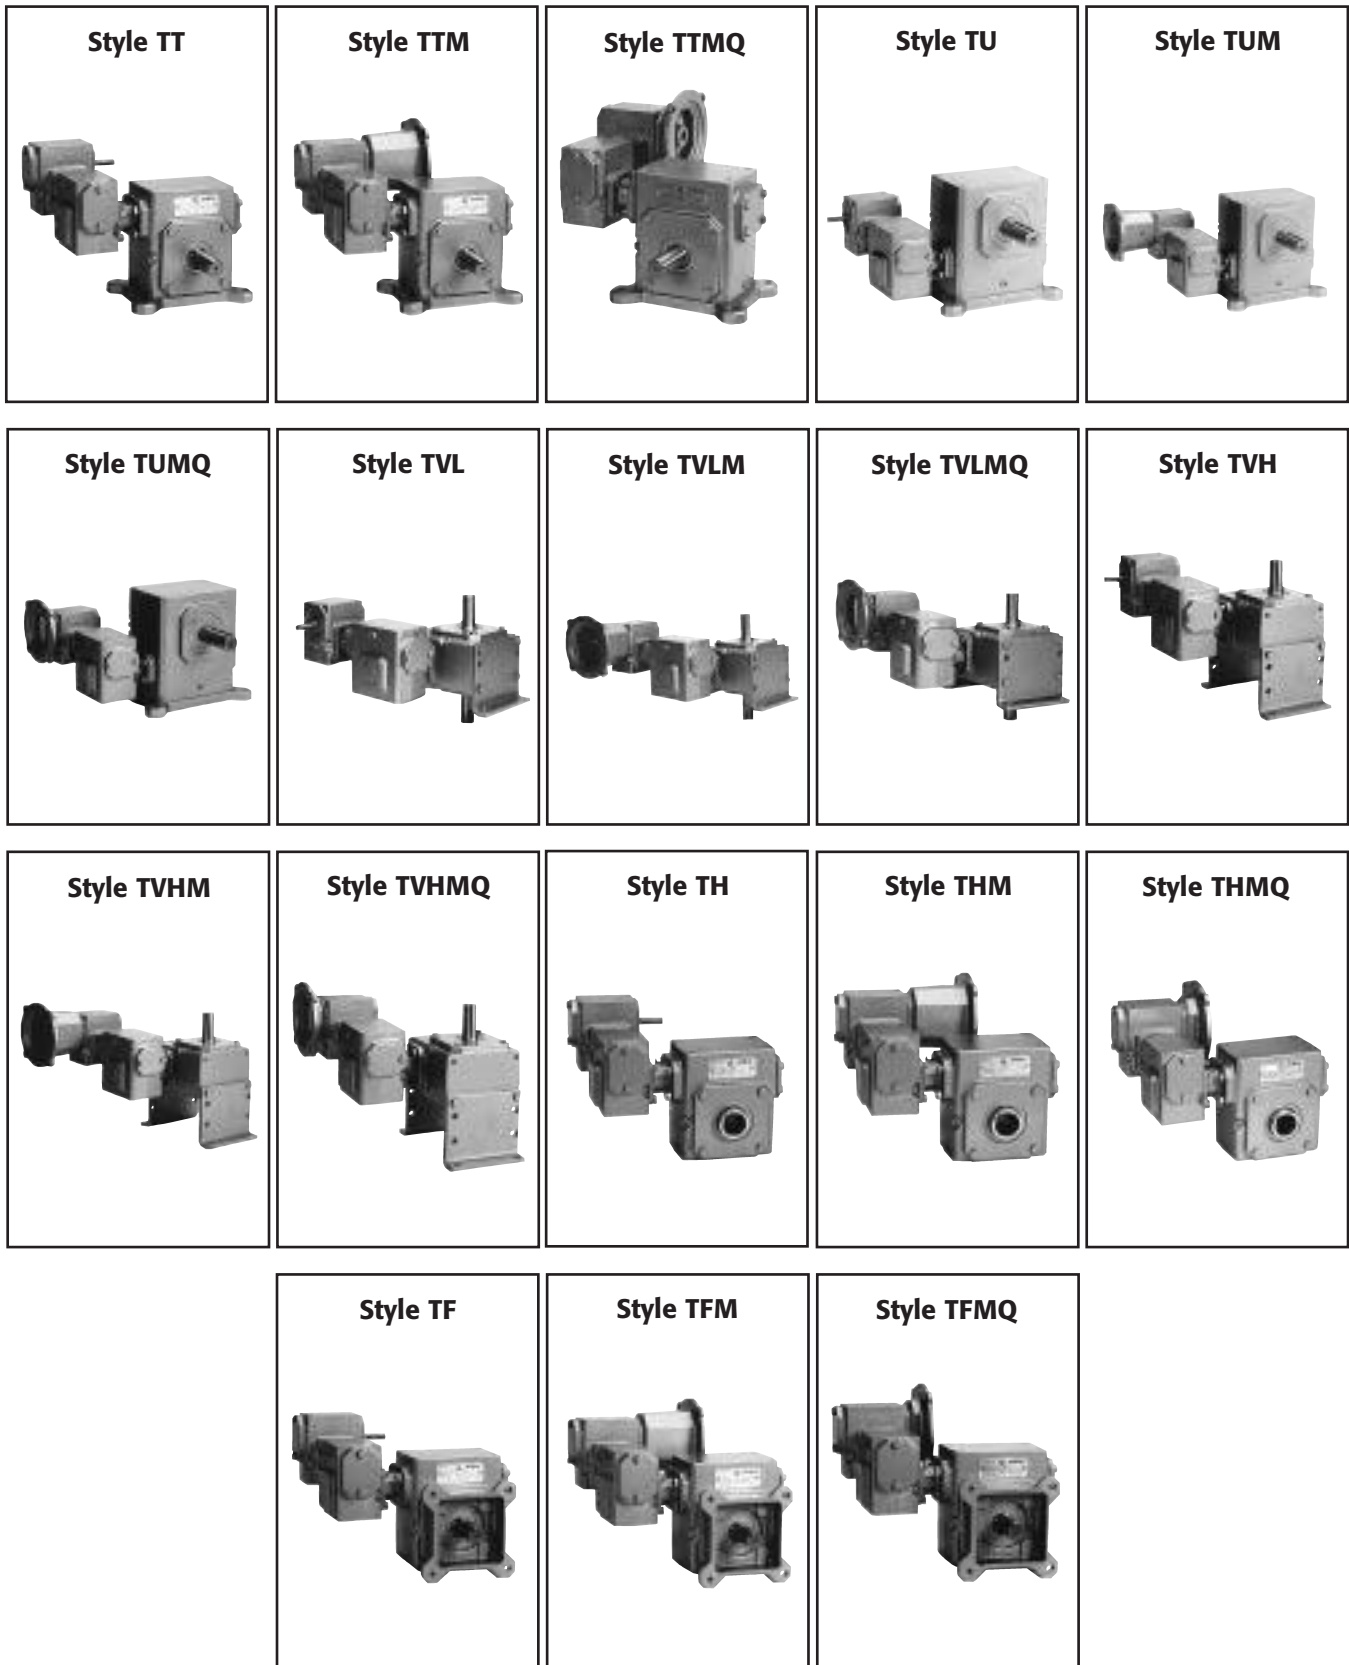 Style TT
Style TTM
Style TTMQ
Style TU
Style TUM
Style TUMQ
Style TVL
Style TVLM
Style TVLMQ
Style TVH
Style TVHM
Style TVHMQ
Style TH
Style THM
Style THMQ
Style TF
Style TFM
Style TFMQ